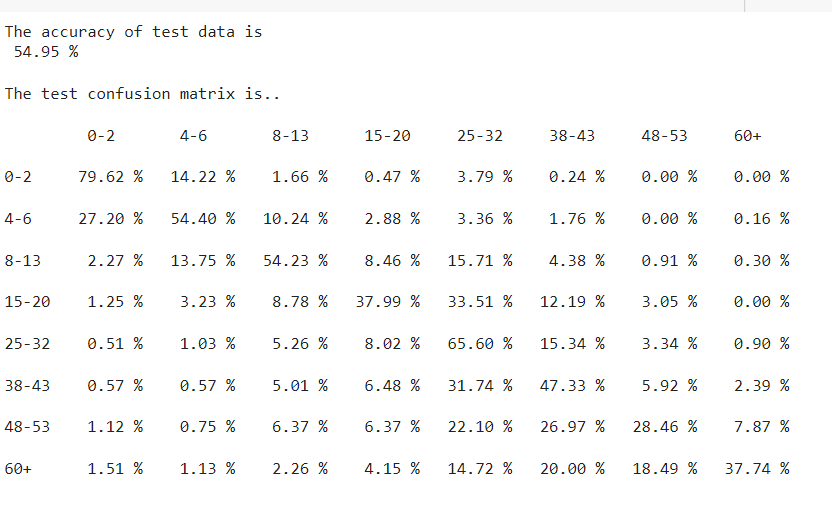 The accuracy of test data is
54.95 %
The test confusion matrix is..
0-2 4-6 8-13 15-20 25-32 38-43 48-53 60+
0-2 79.62 % 14.22 % 1.66 % 0.47 % 3.79 % 0.24 % 0.00 % 0.00 %
4-6 27.20 % 54.40 % 10.24 % 2.88 % 3.36 % 1.76 % 0.00 % 0.16 %
8-13 2.27 % 13.75 % 54.23 % 8.46 % 15.71 % 4.38 % 0.91 % 0.30 %
15-20 1.25 % 3.23 % 8.78 % 37.99 % 33.51 % 12.19 % 3.05 % 0.00 %
25-32 0.51 % 1.03 % 5.26 % 8.02 % 65.60 % 15.34 % 3.34 % 0.90 %
38-43 0.57 % 0.57 % 5.01 % 6.48 % 31.74 % 47.33 % 5.92 % 2.39 %
48-53 1.12 % 0.75 % 6.37 % 6.37 % 22.10 % 26.97 % 28.46 % 7.87 %
60+ 1.51 % 1.13 % 2.26 % 4.15 % 14.72 % 20.00 % 18.49 % 37.74 %